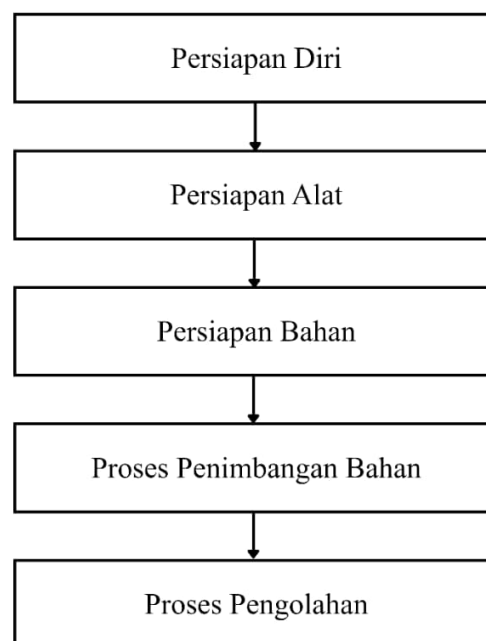 Persiapan Diri
Persiapan Alat
Persiapan Bahan
Proses Penimbangan Bahan
Proses Pengolahan